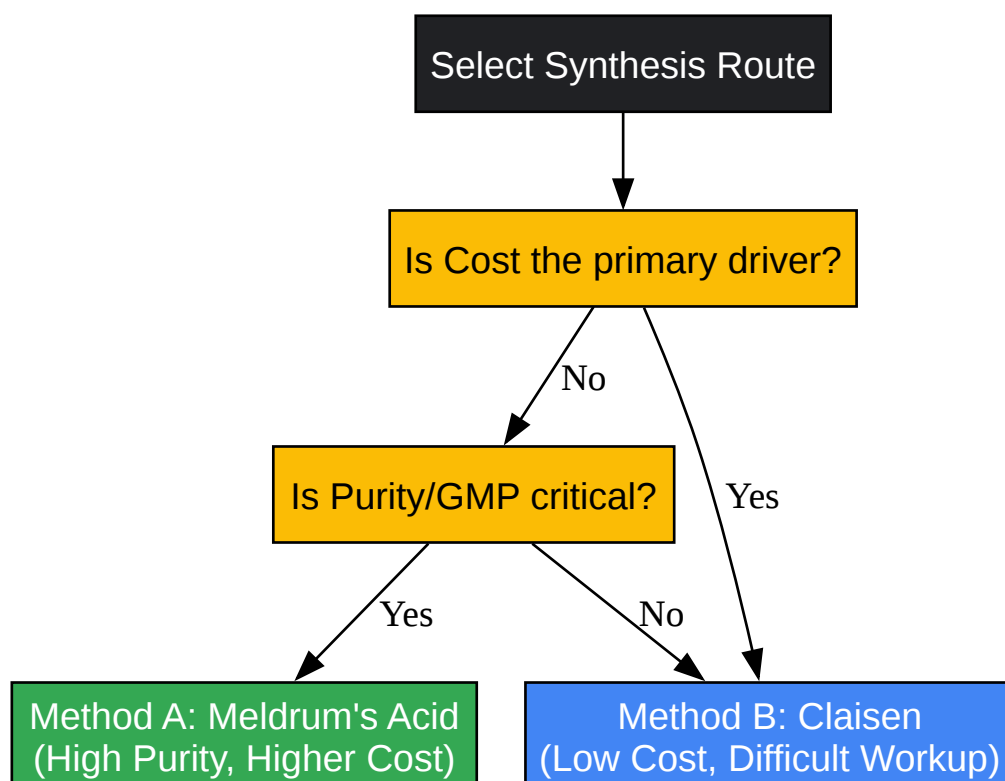 Select Synthesis Route
Is Cost the primary driver?
No
Is Purity/GMP critical?
Yes
Yes
No
Method A: Meldrum's Acid
(High Purity, Higher Cost)
Method B: Claisen
(Low Cost, Difficult Workup)